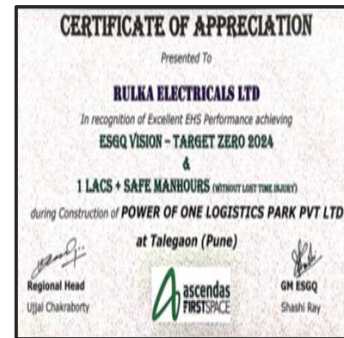 CERTIFICATE OF APPRECIATION
Presented To
RULKA ELECTRICALS LTD
In recognition of Excellent EHS Performance achieving
ESGQ VISION – TARGET ZERO 2024
&
1 LACS + SAFE MANHOURS (WITHOUT LOST TIME INJURY)
during Construction of POWER OF ONE LOGISTICS PARK PVT LTD
at Talegaon (Pune)
Regional Head
Ujjal Chakraborty
ascendas
FIRSTSPACE
GM ESGQ
Shashi Ray